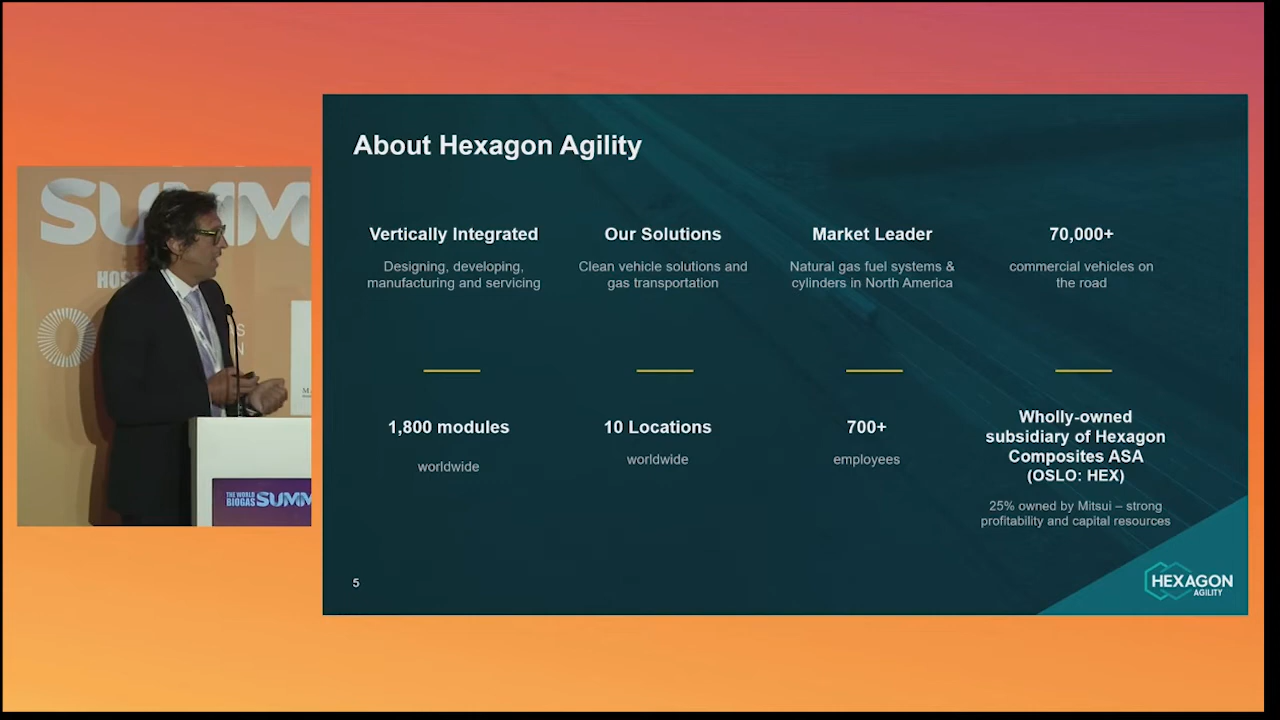 SUMM
HOS
S
N
THE WORLD
BIOGAS SUMM
About Hexagon Agility
Vertically Integrated
Designing, developing,
manufacturing and servicing
Our Solutions
Clean vehicle solutions and
gas transportation
Market Leader
Natural gas fuel systems &
cylinders in North America
70,000+
commercial vehicles on
the road
1,800 modules
worldwide
10 Locations
worldwide
700+
employees
Wholly-owned
subsidiary of Hexagon
Composites ASA
(OSLO: HEX)
25% owned by Mitsui – strong
profitability and capital resources
5
HEXAGON
AGILITY